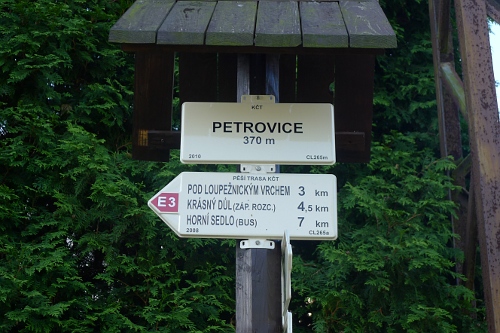 KČT
PETROVICE
370 m
2010 CL265m
PĚŠÍ TRASA KČT
POD LOUPEŽNICKÝM VRCHEM 3 km
E3 KRÁSNÝ DŮL (ZÁP. ROZC.) 4,5 km
HORNÍ SEDLO (BUS) 7 km
2008 CL265a